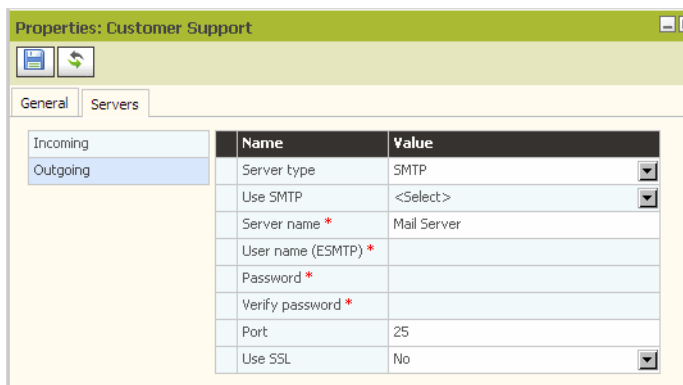 Properties: Customer Support
General Servers
Incoming
Outgoing
Name Value
Server type SMTP
Use SMTP <Select>
Server name * Mail Server
User name (ESMTP) *
Password *
Verify password *
Port 25
Use SSL No